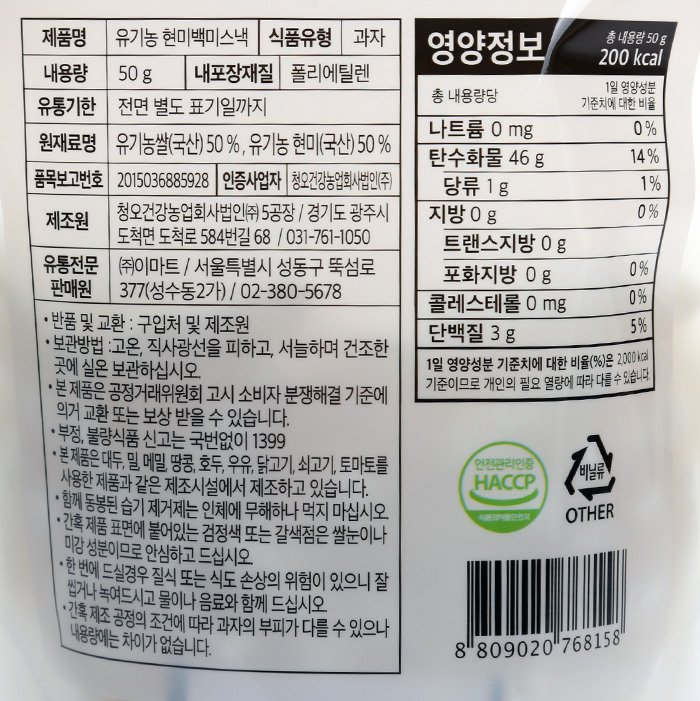 제품명 유기농 현미백미스낵 식품유형 과자
내용량 50 g 내포장재질 폴리에틸렌
유통기한 전면 별도 표기일까지
원재료명 유기농쌀(국산) 50 %, 유기농 현미(국산) 50 %
품목보고번호 2015036885928 인증사업자 청오건강농업회사법인(주)
제조원 청오건강농업회사법인㈜ 5공장 / 경기도 광주시
도척면 도척로 584번길 68 / 031-761-1050
유통전문
판매원
㈜이마트 / 서울특별시 성동구 뚝섬로
377(성수동2가) / 02-380-5678
• 반품 및 교환 : 구입처 및 제조원
• 보관방법 :고온, 직사광선을 피하고, 서늘하며 건조한
곳에 실온 보관하십시오.
• 본 제품은 공정거래위원회 고시 소비자 분쟁해결 기준에
의거 교환 또는 보상 받을 수 있습니다.
• 부정, 불량식품 신고는 국번없이 1399
• 본 제품은 대두, 밀, 메밀, 땅콩, 호두, 우유, 닭고기, 쇠고기, 토마토를
사용한 제품과 같은 제조시설에서 제조하고 있습니다.
• 함께 동봉된 습기 제거제는 인체에 무해하나 먹지 마십시오
• 간혹 제품 표면에 붙어있는 검정색 또는 갈색점은 쌀눈이나
미강 성분이므로 안심하고 드십시오
• 한 번에 드실경우 질식 또는 식도 손상의 위험이 있으니 잘
씹거나 녹여드시고 물이나 음료와 함께 드십시오
• 간혹 제조 공정의 조건에 따라 과자의 부피가 다를 수 있으나
내용량에는 차이가 없습니다.
영양정보 총 내용량 50 g
200 kcal
총 내용량당 1일 영양성분
기준치에 대한 비율
나트륨 0 mg 0 %
탄수화물 46 g 14 %
당류 1 g 1 %
지방 0 g 0 %
트랜스지방 0 g
포화지방 0 g 0 %
콜레스테롤 0 mg 0 %
단백질 3 g 5 %
1일 영양성분 기준치에 대한 비율(%)은 2,000 kcal
기준이므로 개인의 필요 열량에 따라 다를 수 있습니다.
안전관리인증
HACCP
식품의약품안전처
비닐류
OTHER
8 809020 768158